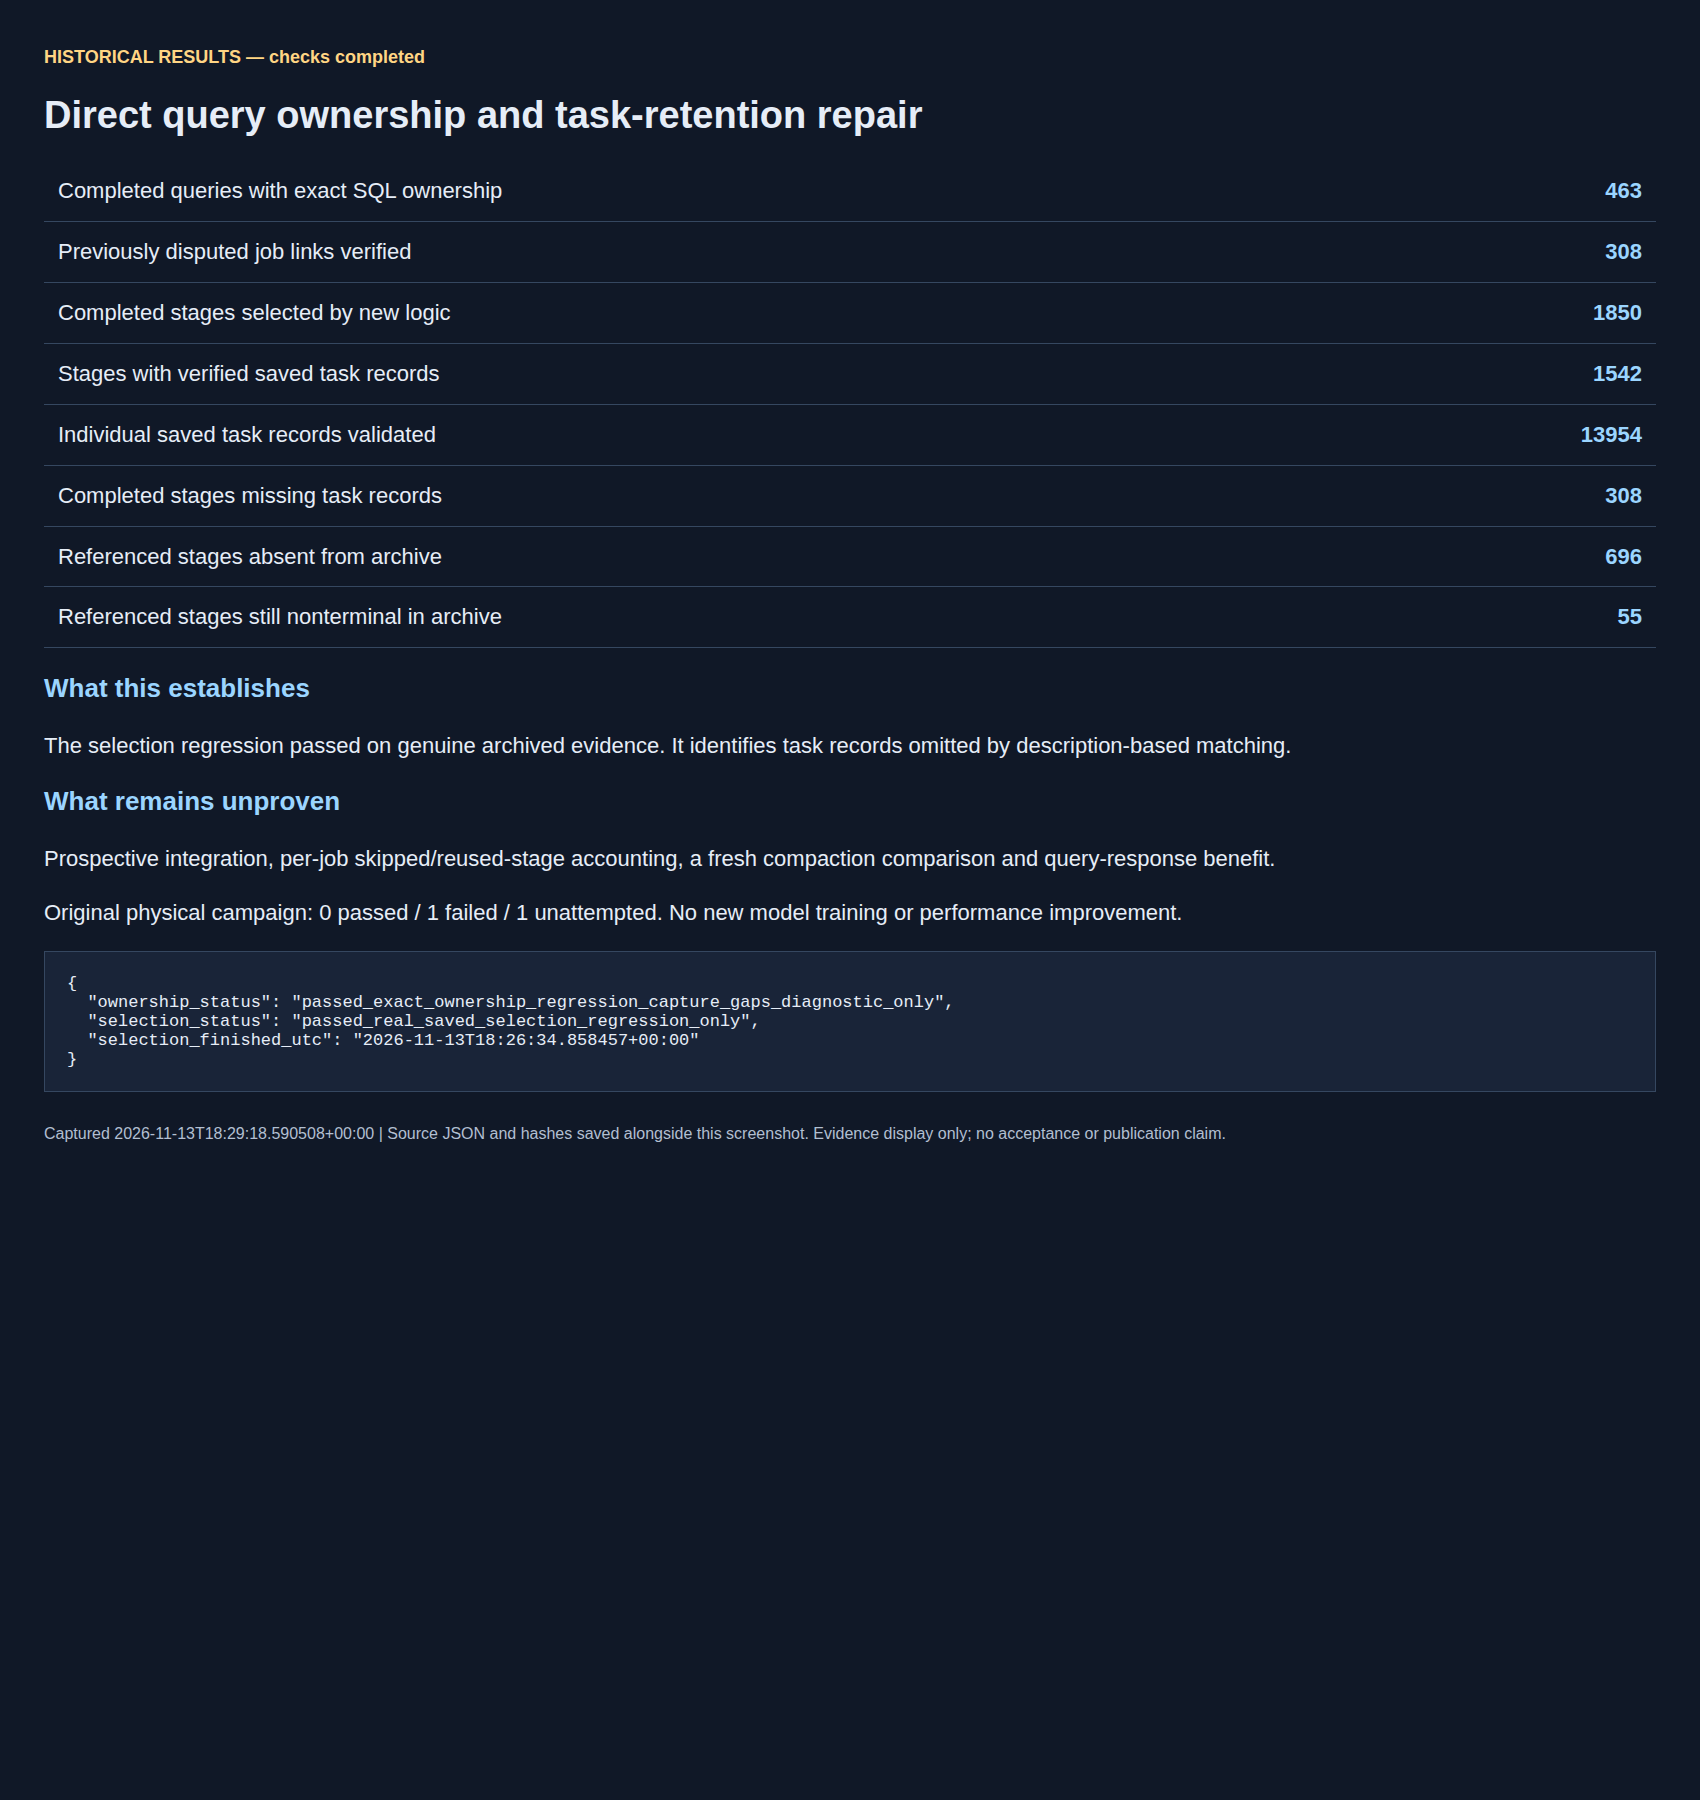 HISTORICAL RESULTS — checks completed
Direct query ownership and task-retention repair
Completed queries with exact SQL ownership 463
Previously disputed job links verified 308
Completed stages selected by new logic 1850
Stages with verified saved task records 1542
Individual saved task records validated 13954
Completed stages missing task records 308
Referenced stages absent from archive 696
Referenced stages still nonterminal in archive 55
What this establishes
The selection regression passed on genuine archived evidence. It identifies task records omitted by description-based matching.
What remains unproven
Prospective integration, per-job skipped/reused-stage accounting, a fresh compaction comparison and query-response benefit.
Original physical campaign: 0 passed / 1 failed / 1 unattempted. No new model training or performance improvement.
{
  "ownership_status": "passed_exact_ownership_regression_capture_gaps_diagnostic_only",
  "selection_status": "passed_real_saved_selection_regression_only",
  "selection_finished_utc": "2026-11-13T18:26:34.858457+00:00"
}
Captured 2026-11-13T18:29:18.590508+00:00 | Source JSON and hashes saved alongside this screenshot. Evidence display only; no acceptance or publication claim.